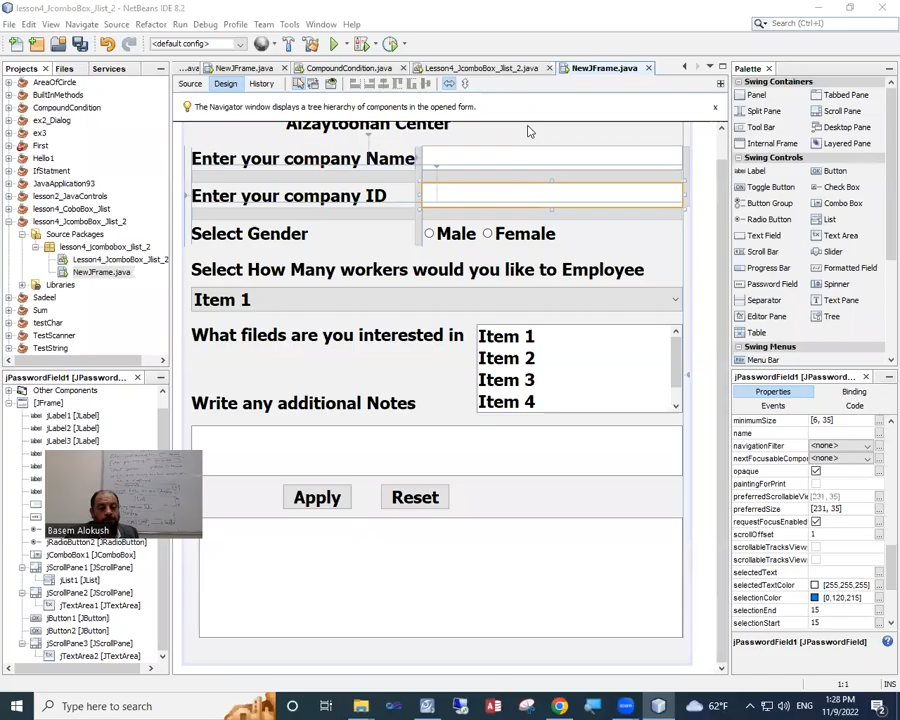 lesson4_JcomboBox_Jlist_2 - NetBeans IDE 8.2
File Edit View Navigate Source Refactor Run Debug Profile Team Tools Window Help
Search (Ctrl+I)
<default config>
Projects Files Services
...ava NewJFrame.java CompoundCondition.java Lesson4_JcomboBox_Jlist_2.java NewJFrame.java
Source Design History
The Navigator window displays a tree hierarchy of components in the opened form.
AreaOfCircle
BuiltInMethods
CompoundCondition
ex2_Dialog
ex3
First
Hello1
IfStatment
JavaApplication93
lesson2_JavaControls
lesson4_CoboBox_Jlist
lesson4_JcomboBox_Jlist_2
Source Packages
lesson4_jcombobox_jlist_2
Lesson4_JcomboBox_Jlist_2
NewJFrame.java
Libraries
Sadeel
Sum
testChar
TestScanner
TestString
jPasswordField1 [JP...
Other Components
[JFrame]
jLabel1 [JLabel]
jLabel2 [JLabel]
jLabel3 [JLabel]
Basem Alokush
jRadioButton2 [JRadioButton]
jComboBox1 [JComboBox]
jScrollPane1 [JScrollPane]
jList1 [JList]
jScrollPane2 [JScrollPane]
jTextArea1 [JTextArea]
jButton1 [JButton]
jButton2 [JButton]
jScrollPane3 [JScrollPane]
jTextArea2 [JTextArea]
Alzaytoonah Center
Enter your company Name
Enter your company ID
Select Gender Male Female
Select How Many workers would you like to Employee
Item 1
What fileds are you interested in
Item 1
Item 2
Item 3
Item 4
Write any additional Notes
Apply Reset
Palette
Swing Containers
Panel Tabbed Pane
Split Pane Scroll Pane
Tool Bar Desktop Pane
Internal Frame Layered Pane
Swing Controls
Label Button
Toggle Button Check Box
Button Group Combo Box
Radio Button List
Text Field Text Area
Scroll Bar Slider
Progress Bar Formatted Field
Password Field Spinner
Separator Text Pane
Editor Pane Tree
Table
Swing Menus
Menu Bar
jPasswordField1 [JPasswordField]...
Properties Binding
Events Code
minimumSize [6, 35]
name
navigationFilter <none>
nextFocusableCompo <none>
opaque
paintingForPrint
preferredScrollableVi [231, 35]
preferredSize [231, 35]
requestFocusEnabled
scrollOffset 1
scrollableTracksView
scrollableTracksView
selectedText
selectedTextColor [255,255,255]
selectionColor [0,120,215]
selectionEnd 15
selectionStart 15
jPasswordField1 [JPasswordField]
1:1 INS
Type here to search
62°F ENG 1:28 PM
11/9/2022